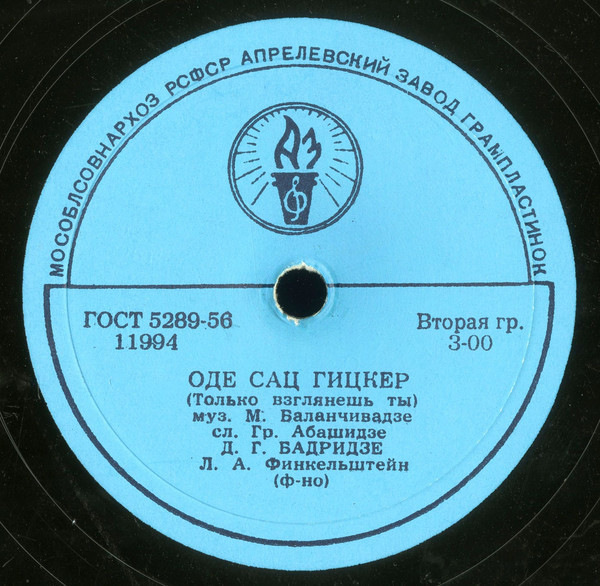 МОСОБЛСОВНАРХОЗ РСФСР АПРЕЛЕВСКИЙ ЗАВОД ГРАМПЛАСТИНОК
АЗ
ГОСТ 5289-56
11994
Вторая гр.
3-00
ОДЕ САЦ ГИЦКЕР
(Только взглянешь ты)
муз. М. Баланчивадзе
сл. Гр. Абашидзе
Д. Г. БАДРИДЗЕ
Л. А. Финкельштейн
(ф-но)